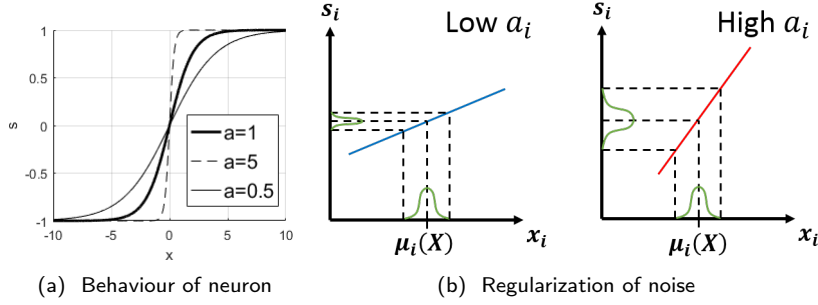 1
0.5
0
-0.5
-1
s
-10
-5
0
5
10
x
a=1
a=5
a=0.5
(a) Behaviour of neuron
s_i
Low a_i
μ_i(X)
x_i
s_i
High a_i
μ_i(X)
x_i
(b) Regularization of noise